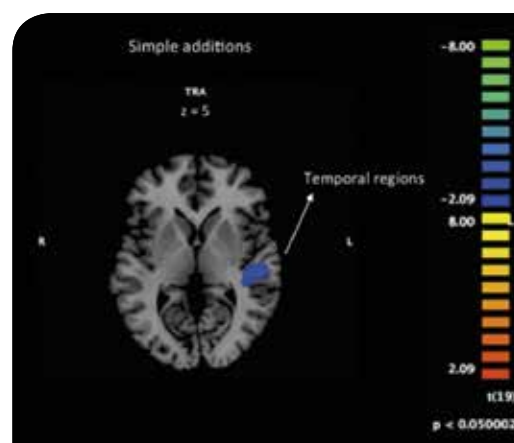 Simple additions
TRA
z = 5
Temporal regions
R
L
-8.00
-2.09
8.00
2.09
t(19)
p < 0.050002